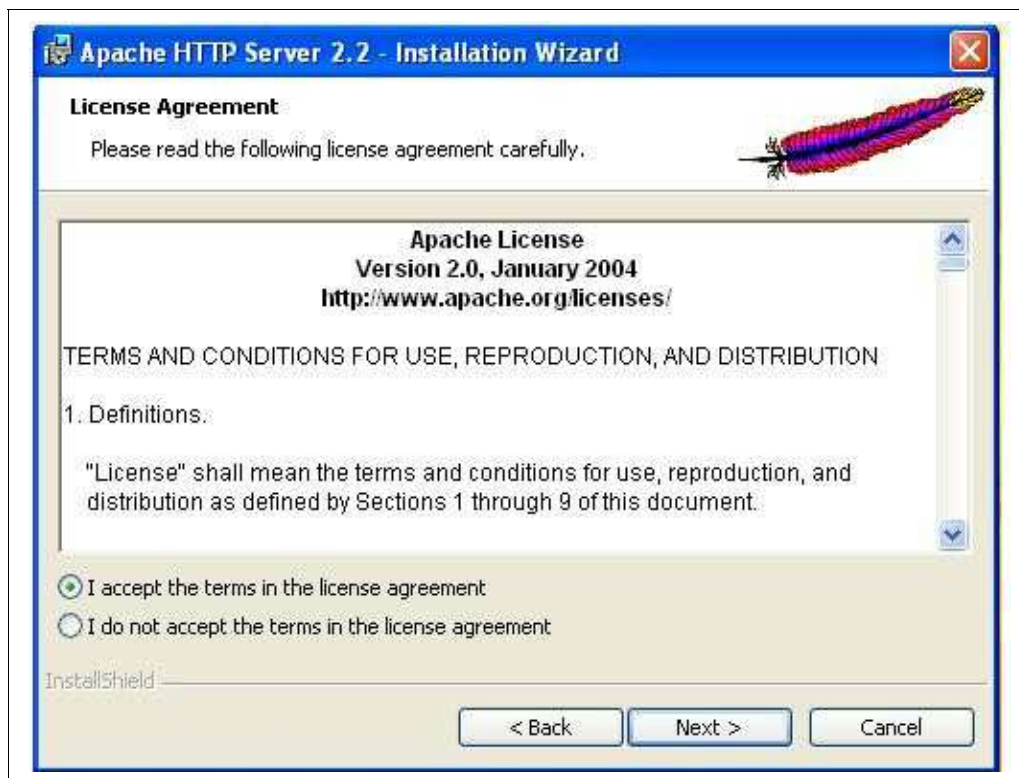 Apache HTTP Server 2.2 - Installation Wizard
License Agreement
Please read the following license agreement carefully.
Apache License
Version 2.0, January 2004
http://www.apache.org/licenses/
TERMS AND CONDITIONS FOR USE, REPRODUCTION, AND DISTRIBUTION
1. Definitions.
"License" shall mean the terms and conditions for use, reproduction, and
distribution as defined by Sections 1 through 9 of this document.
I accept the terms in the license agreement
I do not accept the terms in the license agreement
InstallShield
< Back Next > Cancel